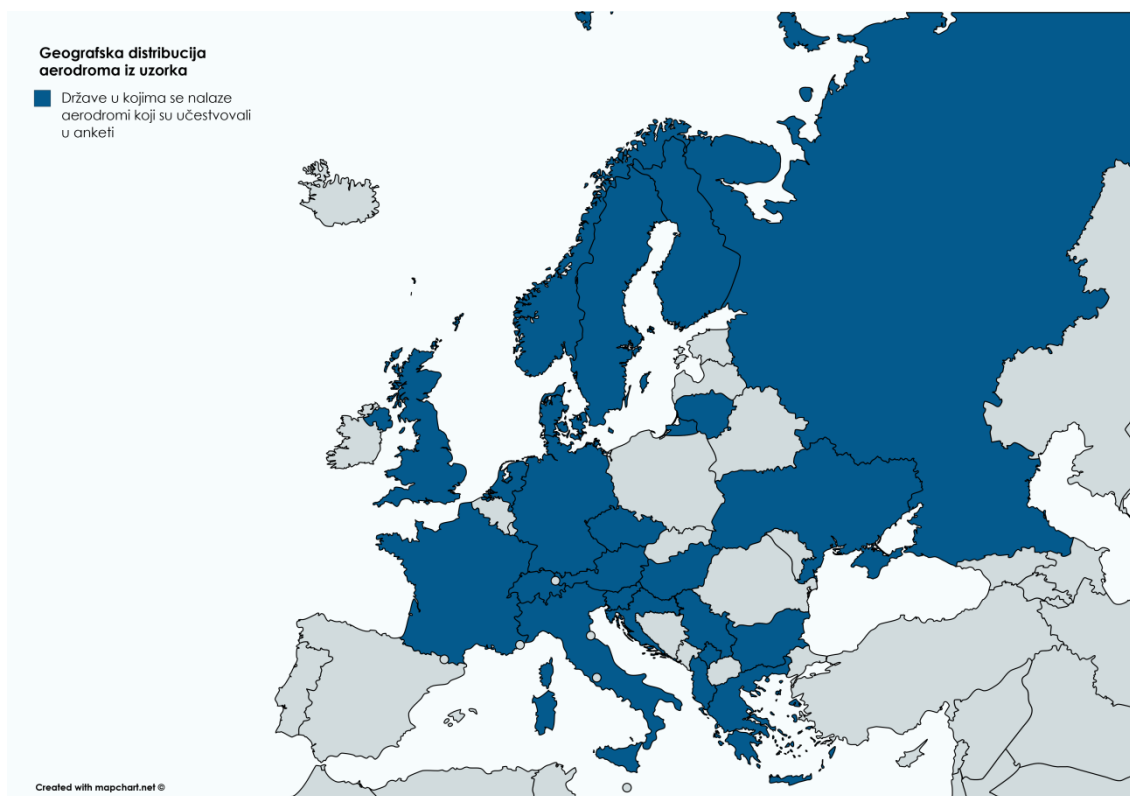 Geografska distribucija
aerodroma iz uzorka
Države u kojima se nalaze
aerodromi koji su učestvovali
u anketi
Created with mapchart.net ©